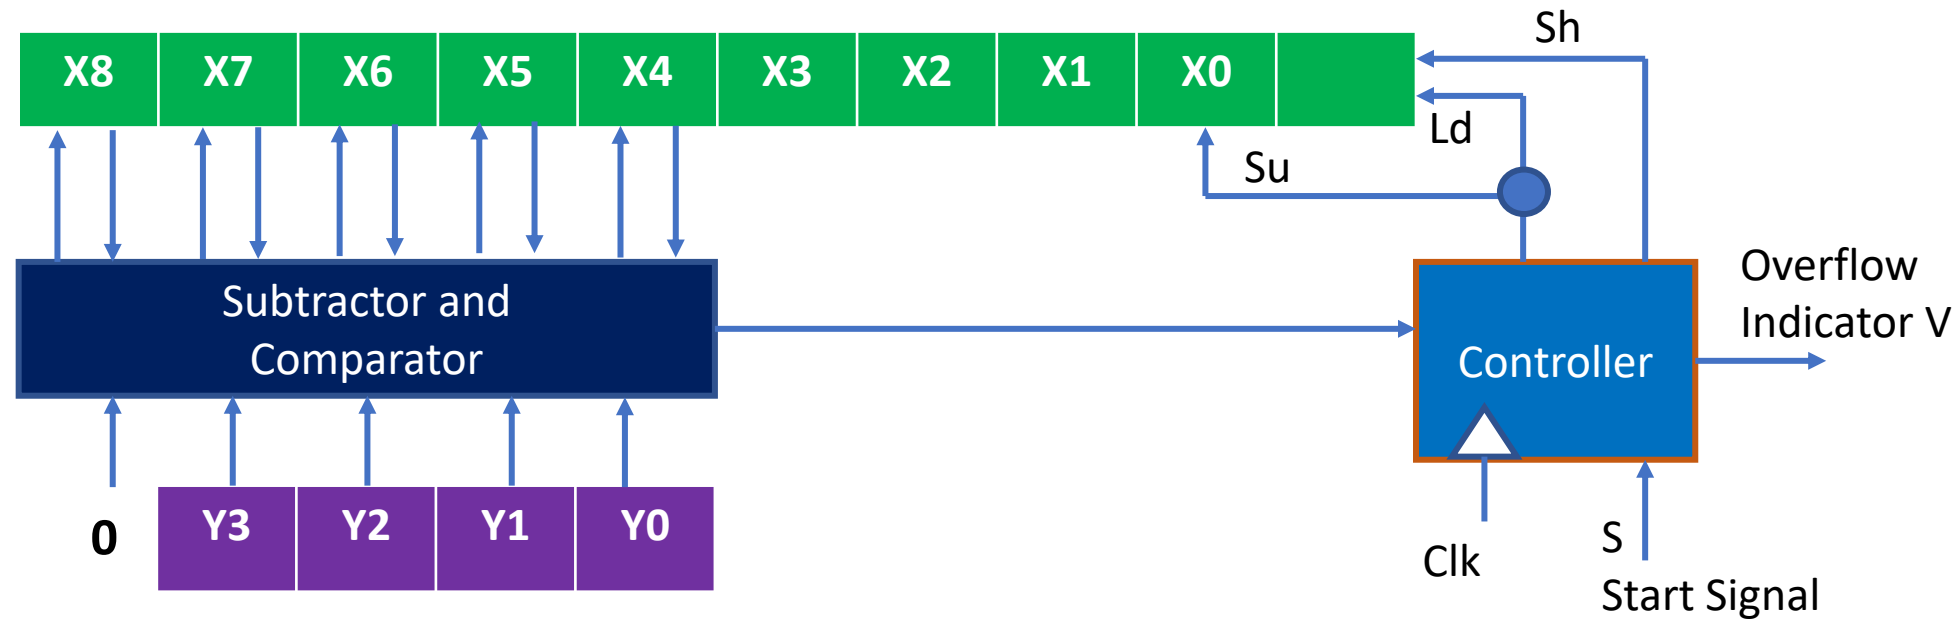 Sh
X8 X7 X6 X5 X4 X3 X2 X1 X0
Ld
Su
Overflow
Indicator V
Subtractor and
Comparator
Controller
0 Y3 Y2 Y1 Y0
Clk
S
Start Signal